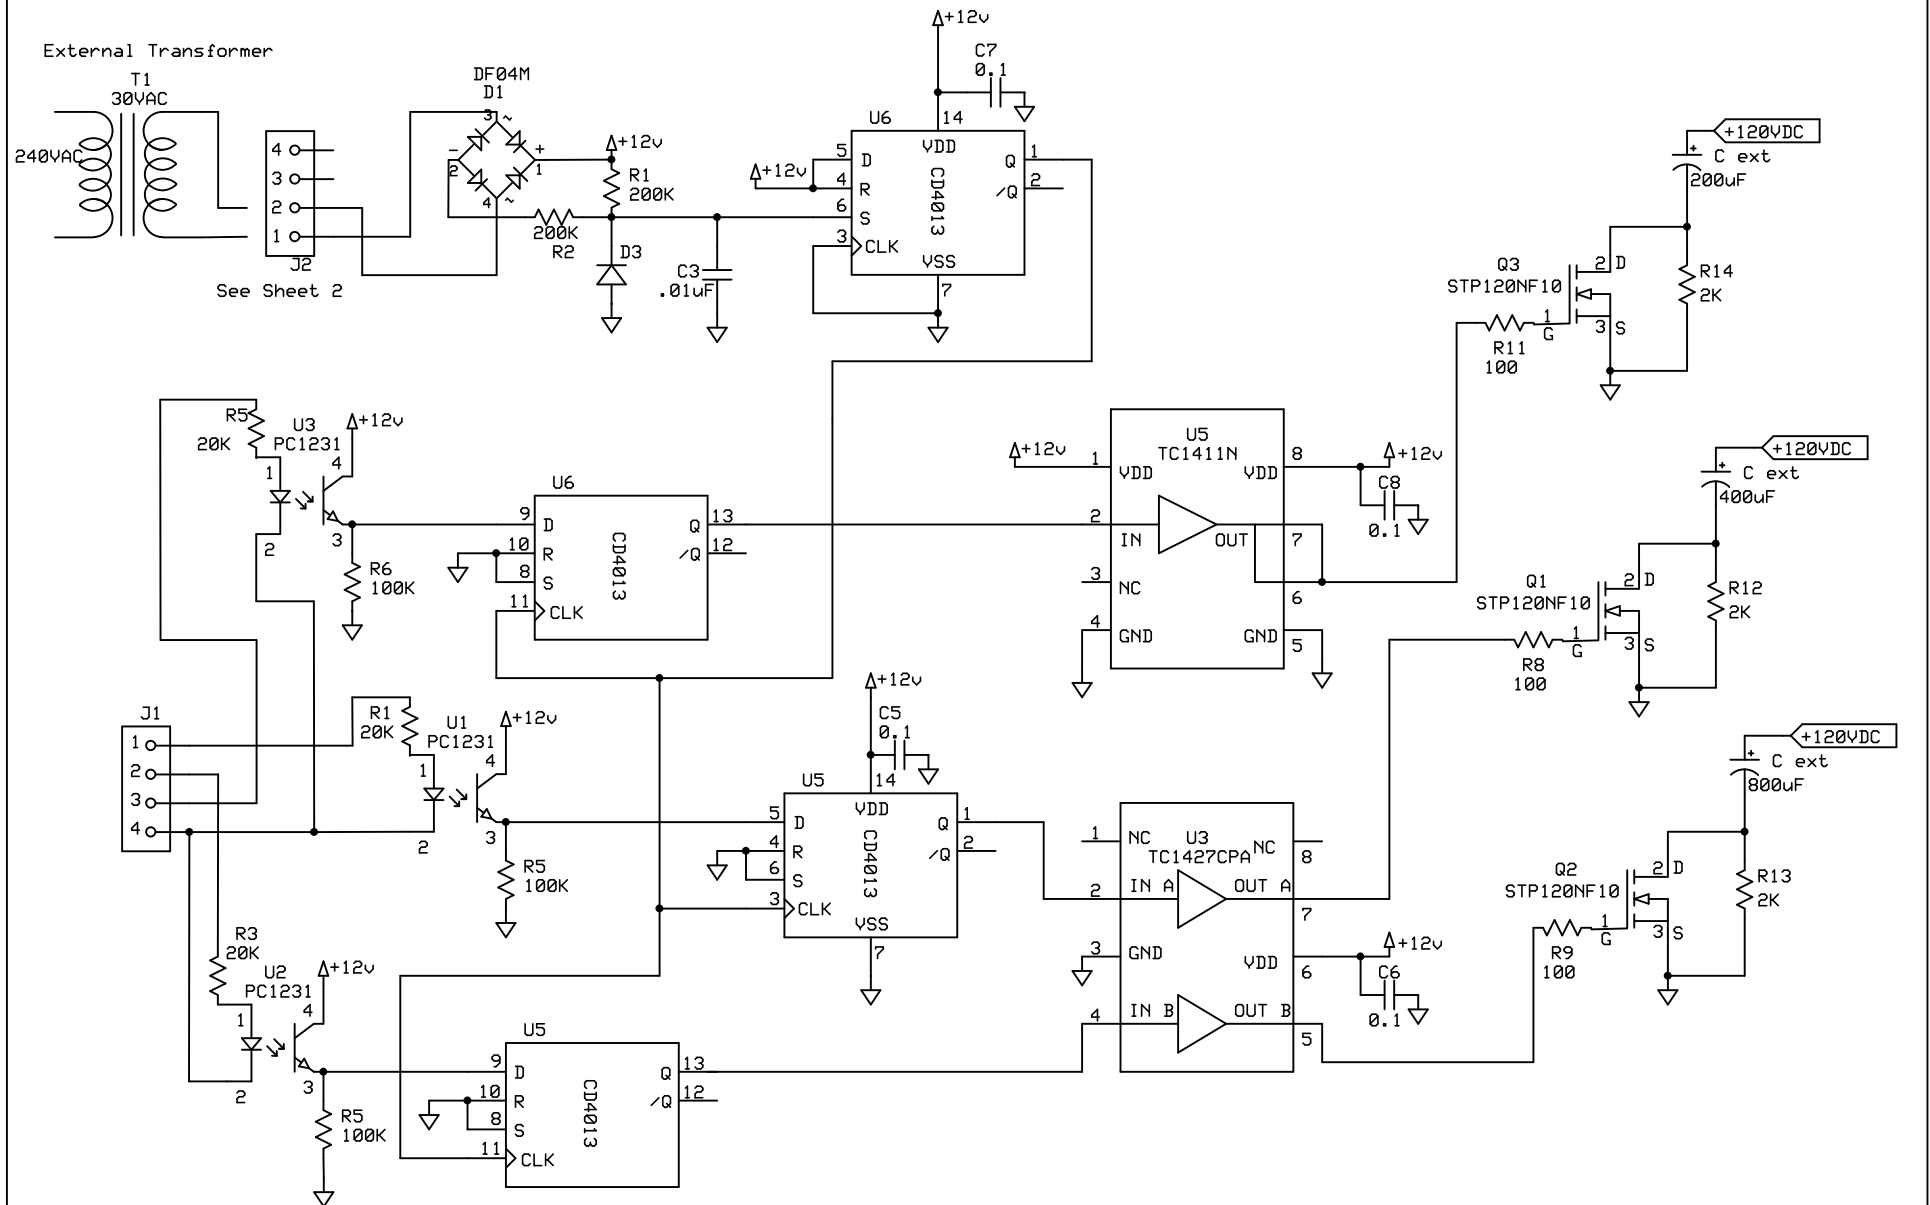 External Transformer
T1
30VAC
240VAC
4
3
2
1
J2
See Sheet 2
DF04M
D1
3 ~
-
2
+
1
4 ~
+12v
R1
200K
200K
R2
D3
C3
.01uF
+12v
C7
0.1
U6
14
+12v
5 D
4 R
6 S
3 CLK
VDD
CD4013
VSS
7
Q 1
/Q 2
+120VDC
+
C ext
200uF
Q3
STP120NF10
2 D
1
G
3 S
R14
2K
R11
100
R5
20K
U3
PC1231
+12v
1
4
2
3
R6
100K
U6
9 D
10 R
8 S
11 CLK
CD4013
Q 13
/Q 12
+12v
U5
TC1411N
1 VDD
VDD 8
2 IN
OUT 7
3 NC
6
4 GND
GND 5
+12v
C8
0.1
+120VDC
+
C ext
400uF
Q1
STP120NF10
2 D
1
G
3 S
R12
2K
R8
100
J1
1
2
3
4
R1
20K
U1
PC1231
+12v
1
4
2
3
R5
100K
+12v
C5
0.1
U5
14
5 D
4 R
6 S
3 CLK
VDD
CD4013
VSS
7
Q 1
/Q 2
1 NC
U3
TC1427CPA
NC 8
2 IN A
OUT A 7
3 GND
VDD 6
4 IN B
OUT B 5
+12v
C6
0.1
+120VDC
+
C ext
800uF
Q2
STP120NF10
2 D
1
G
3 S
R13
2K
R9
100
R3
20K
U2
PC1231
+12v
1
4
2
3
R5
100K
U5
9 D
10 R
8 S
11 CLK
CD4013
Q 13
/Q 12